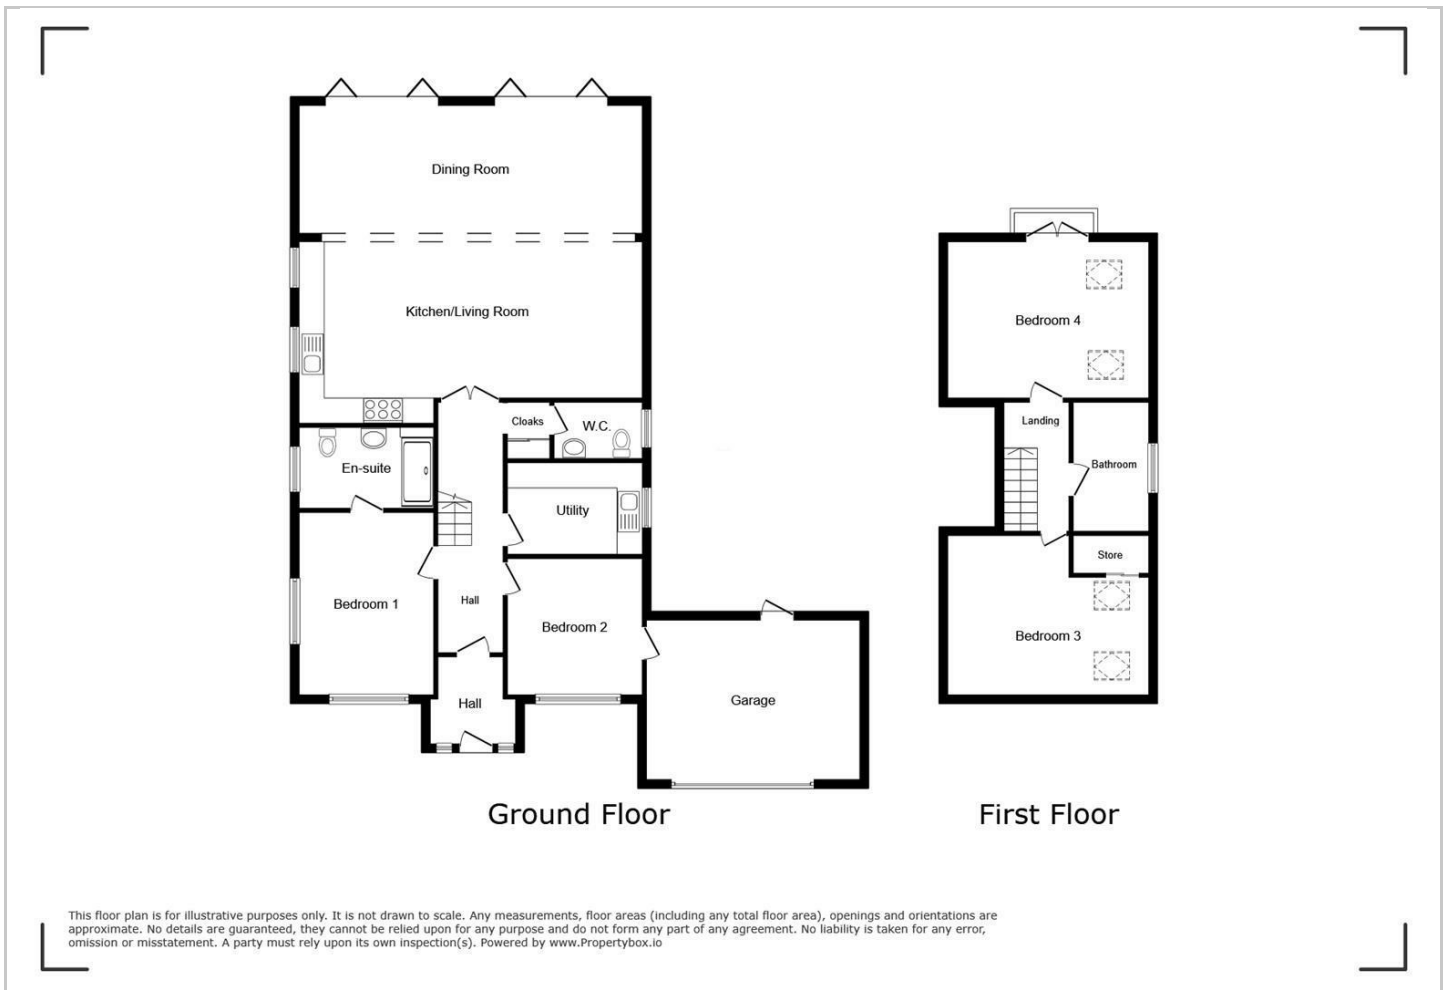 Dining Room
Kitchen/Living Room
Cloaks
W.C.
En-suite
Utility
Bedroom 1
Hall
Bedroom 2
Hall
Garage
Ground Floor
Bedroom 4
Landing
Bathroom
Store
Bedroom 3
First Floor
This floor plan is for illustrative purposes only. It is not drawn to scale. Any measurements, floor areas (including any total floor area), openings and orientations are
approximate. No details are guaranteed, they cannot be relied upon for any purpose and do not form any part of any agreement. No liability is taken for any error,
omission or misstatement. A party must rely upon its own inspection(s). Powered by www.Propertybox.io